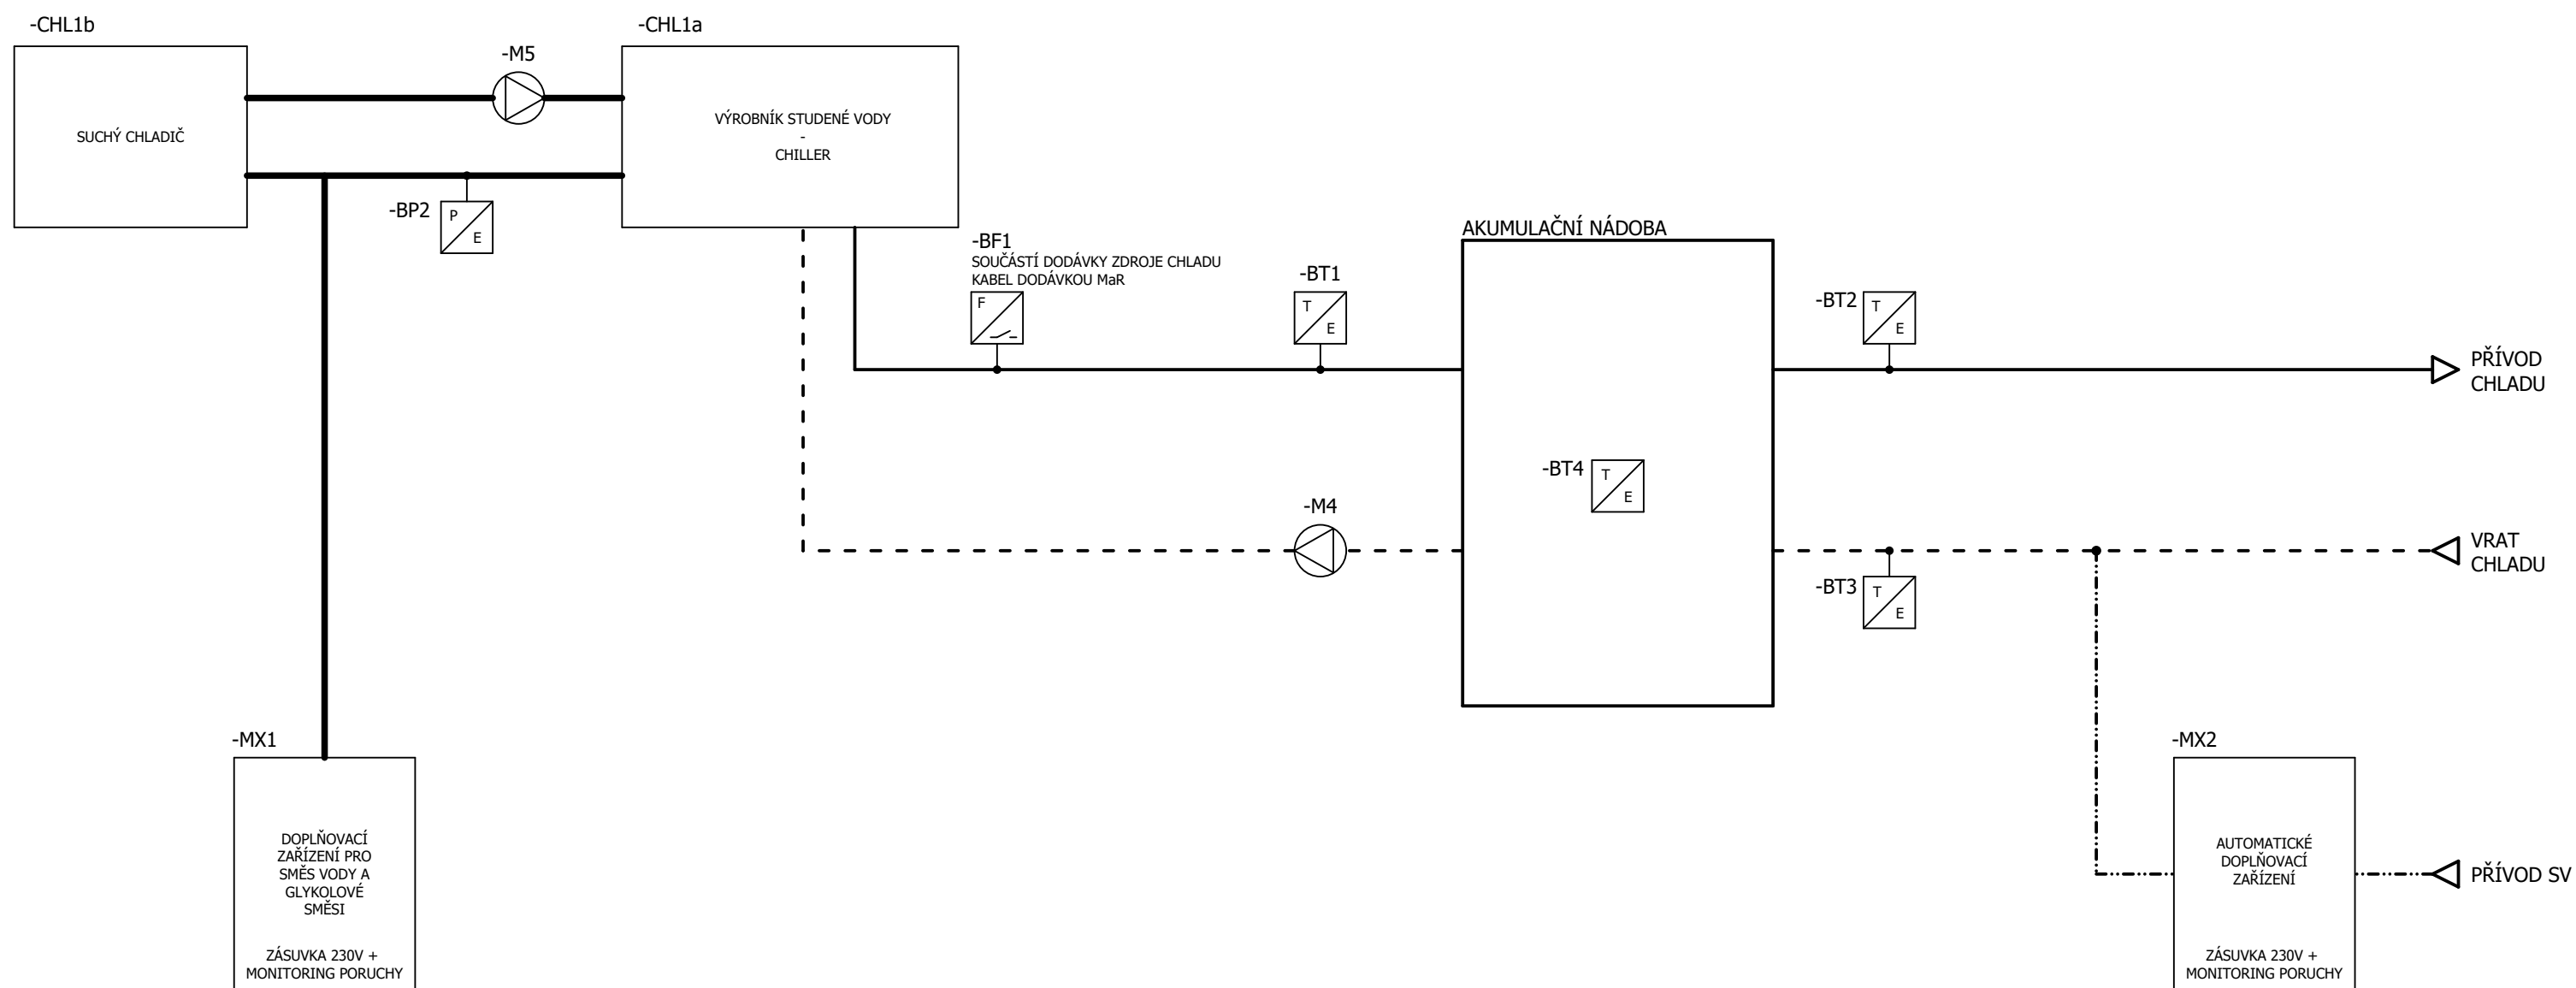 -CHL1b
-CHL1a
-M5
SUCHÝ CHLADIČ
VÝROBNÍK STUDENÉ VODY
-
CHILLER
-BP2
P
E
-BF1
SOUČÁSTÍ DODÁVKY ZDROJE CHLADU
KABEL DODÁVKOU MaR
F
-BT1
T
E
AKUMULAČNÍ NÁDOBA
-BT2
T
E
PŘÍVOD
CHLADU
-BT4
T
E
-M4
VRAT
CHLADU
-BT3
T
E
-MX1
DOPLŇOVACÍ
ZAŘÍZENÍ PRO
SMĚS VODY A
GLYKOLOVÉ
SMĚSI
ZÁSUVKA 230V +
MONITORING PORUCHY
-MX2
AUTOMATICKÉ
DOPLŇOVACÍ
ZAŘÍZENÍ
ZÁSUVKA 230V +
MONITORING PORUCHY
PŘÍVOD SV